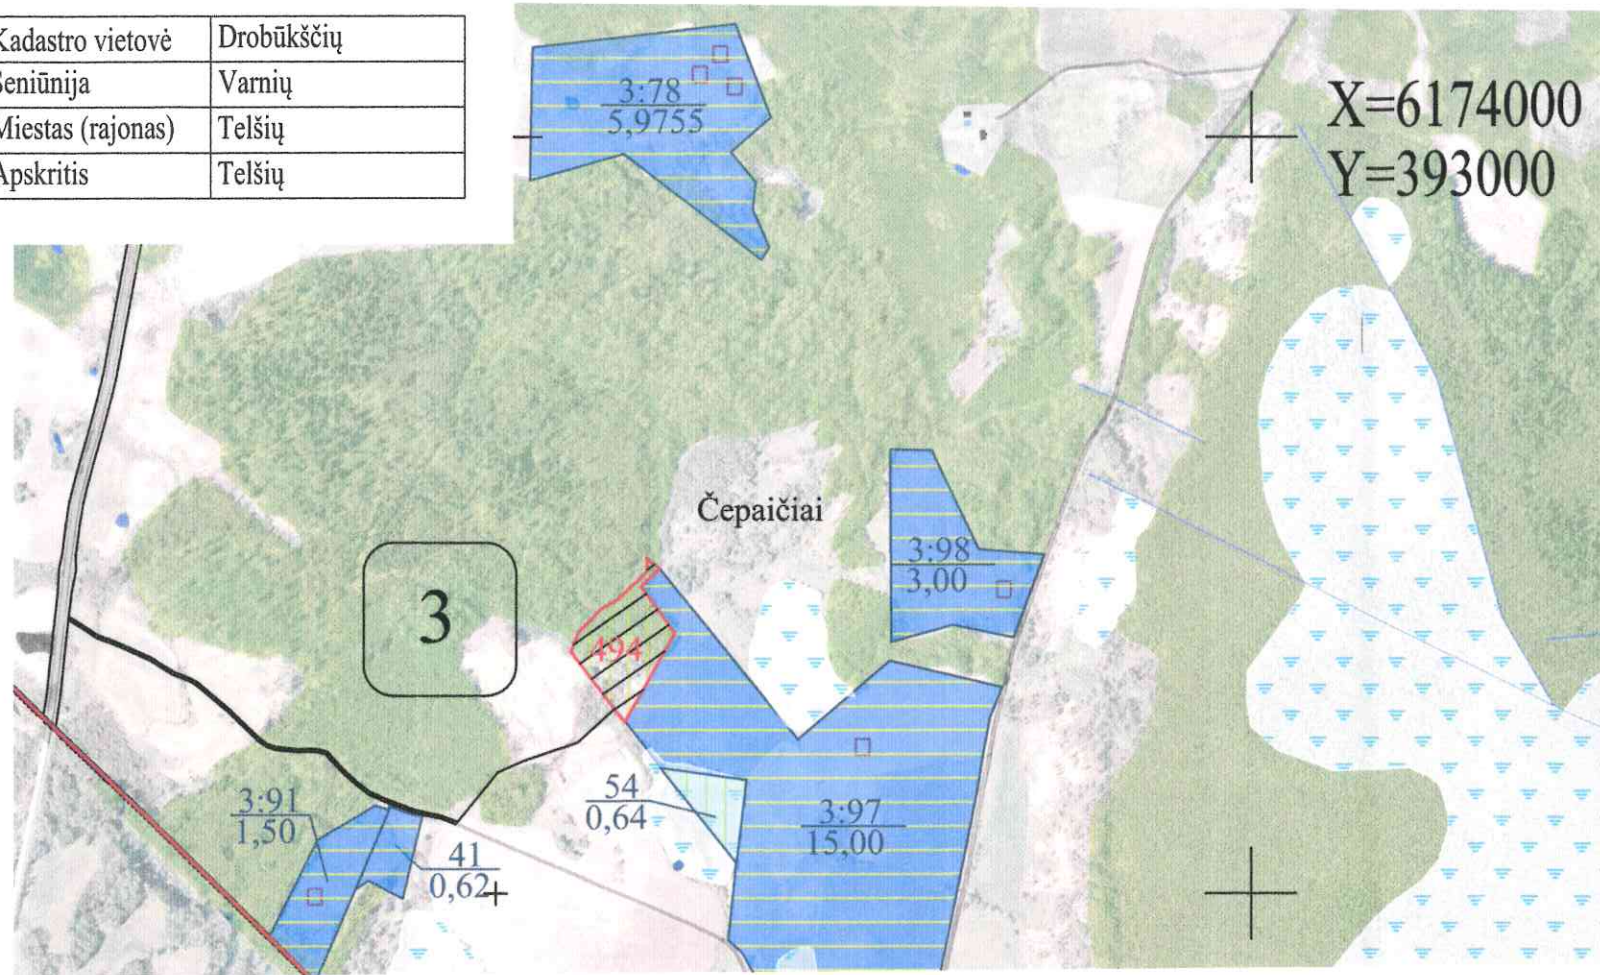 Kadastro vietovė Drobūkščių
Seniūnija Varnių
Miestas (rajonas) Telšių
Apskritis Telšių
3:78
5,9755
X=6174000
Y=393000
Čepaičiai
3:98
3,00
3
494
3:91
1,50
41
0,62
54
0,64
3:97
15,00